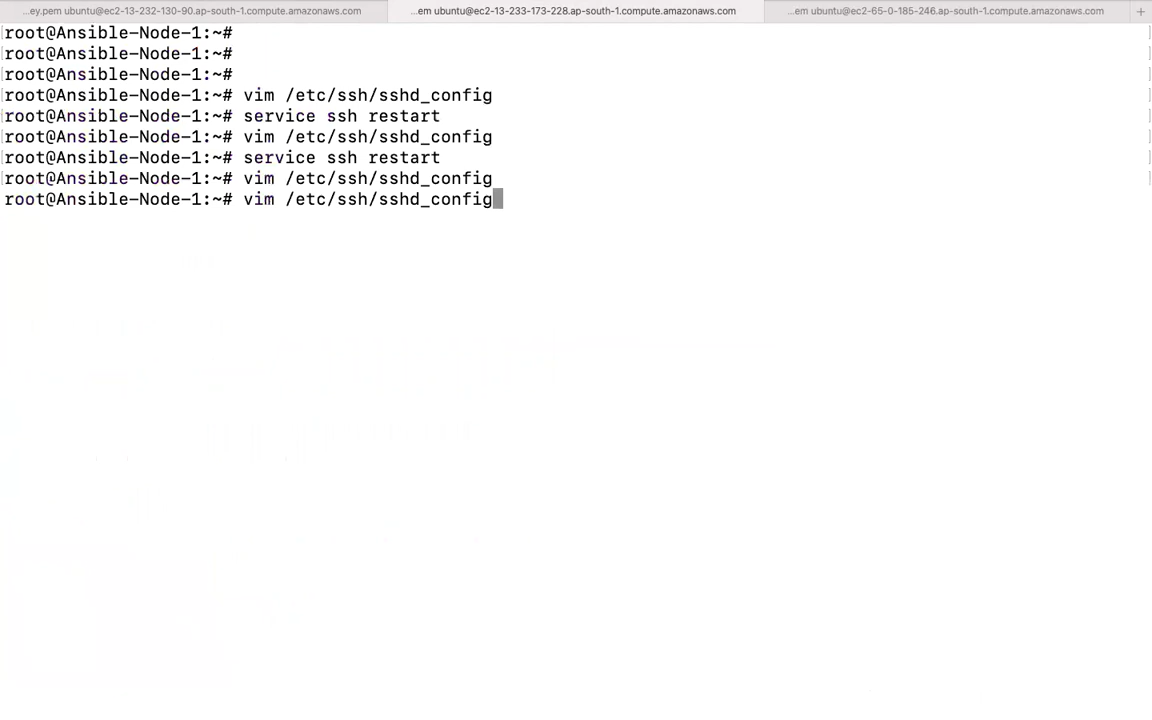 ...ey.pem ubuntu@ec2-13-232-130-90.ap-south-1.compute.amazonaws.com
...em ubuntu@ec2-13-233-173-228.ap-south-1.compute.amazonaws.com
...em ubuntu@ec2-65-0-185-246.ap-south-1.compute.amazonaws.com
+
root@Ansible-Node-1:~#
root@Ansible-Node-1:~#
root@Ansible-Node-1:~#
root@Ansible-Node-1:~# vim /etc/ssh/sshd_config
root@Ansible-Node-1:~# service ssh restart
root@Ansible-Node-1:~# vim /etc/ssh/sshd_config
root@Ansible-Node-1:~# service ssh restart
root@Ansible-Node-1:~# vim /etc/ssh/sshd_config
root@Ansible-Node-1:~# vim /etc/ssh/sshd_config